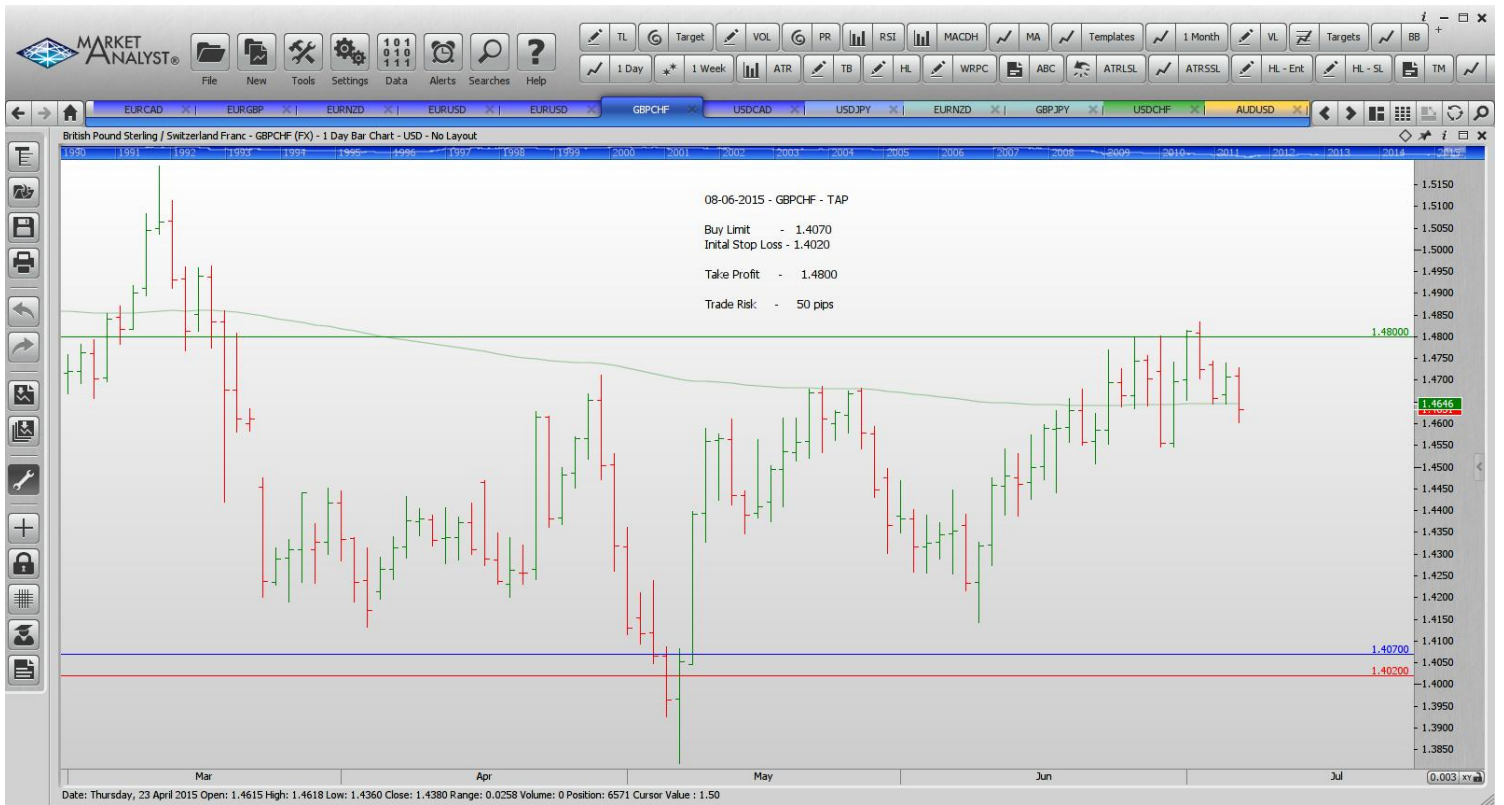 i
MARKET
ANALYST®
File New Tools Settings Data Alerts Searches Help
TL Target VOL PR RSI MACDH MA Templates 1 Month VL Targets BB
1 Day 1 Week ATR TB HL WRPC ABC ATRLSL ATRSSL HL - Ent HL - SL TM
EURCAD EURGBP EURNZD EURUSD EURUSD GBPCHF USDCAD USDJPY EURNZD GBPJPY USDCHF AUDUSD
British Pound Sterling / Switzerland Franc - GBPCHF (FX) - 1 Day Bar Chart - USD - No Layout
1990 1991 1992 1993 1994 1995 1996 1997 1998 1999 2000 2001 2002 2003 2004 2005 2006 2007 2008 2009 2010 2011 2012 2013 2014 2015
08-06-2015 - GBPCHF - TAP
Buy Limit - 1.4070
Inital Stop Loss - 1.4020
Take Profit - 1.4800
Trade Risk - 50 pips
1.5150
1.5100
1.5050
1.5000
1.4950
1.4900
1.4850
1.48000
1.4800
1.4750
1.4700
1.4646
1.4600
1.4550
1.4500
1.4450
1.4400
1.4350
1.4300
1.4250
1.4200
1.4150
1.4100
1.40700
1.4050
1.40200
1.4000
1.3950
1.3900
1.3850
Mar Apr May Jun Jul
0.003 XY
Date: Thursday, 23 April 2015 Open: 1.4615 High: 1.4618 Low: 1.4360 Close: 1.4380 Range: 0.0258 Volume: 0 Position: 6571 Cursor Value : 1.50